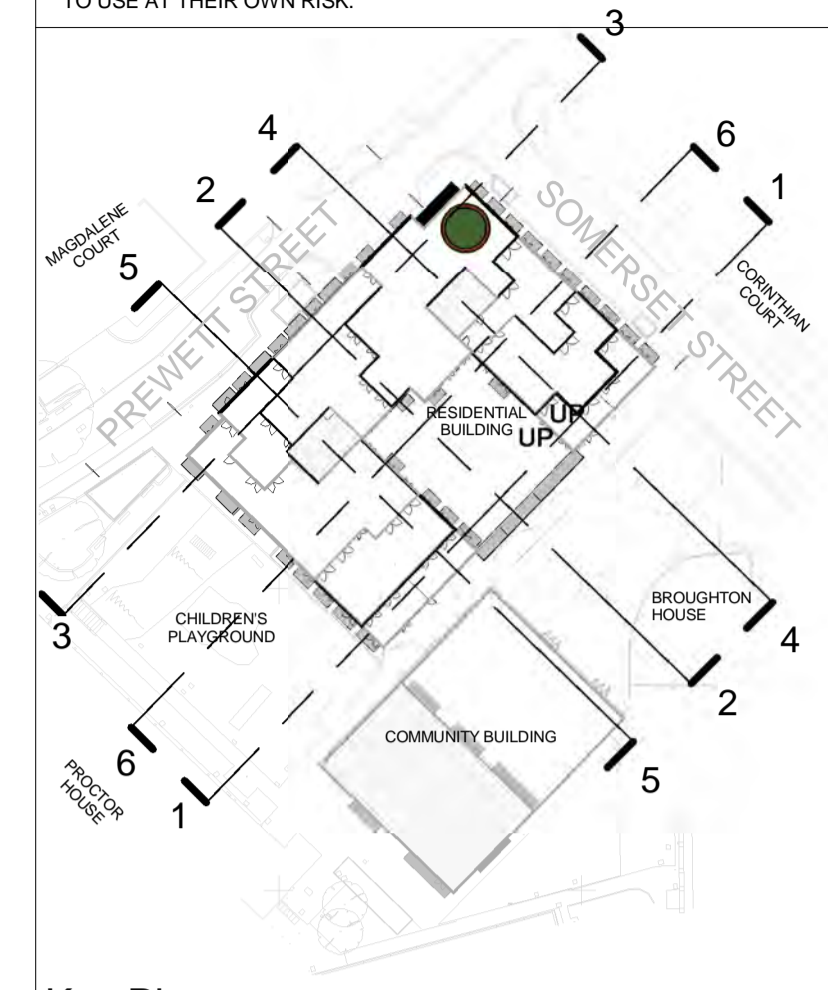 TO USE AT THEIR OWN RISK.
3
4
6
2
1
MAGDALENE
COURT
5
PREWETT STREET
SOMERSET STREET
CORINTHIAN
COURT
RESIDENTIAL
BUILDING
UP
UP
BROUGHTON
HOUSE
3
CHILDREN'S
PLAYGROUND
4
2
COMMUNITY BUILDING
6
5
PROCTOR
HOUSE
1